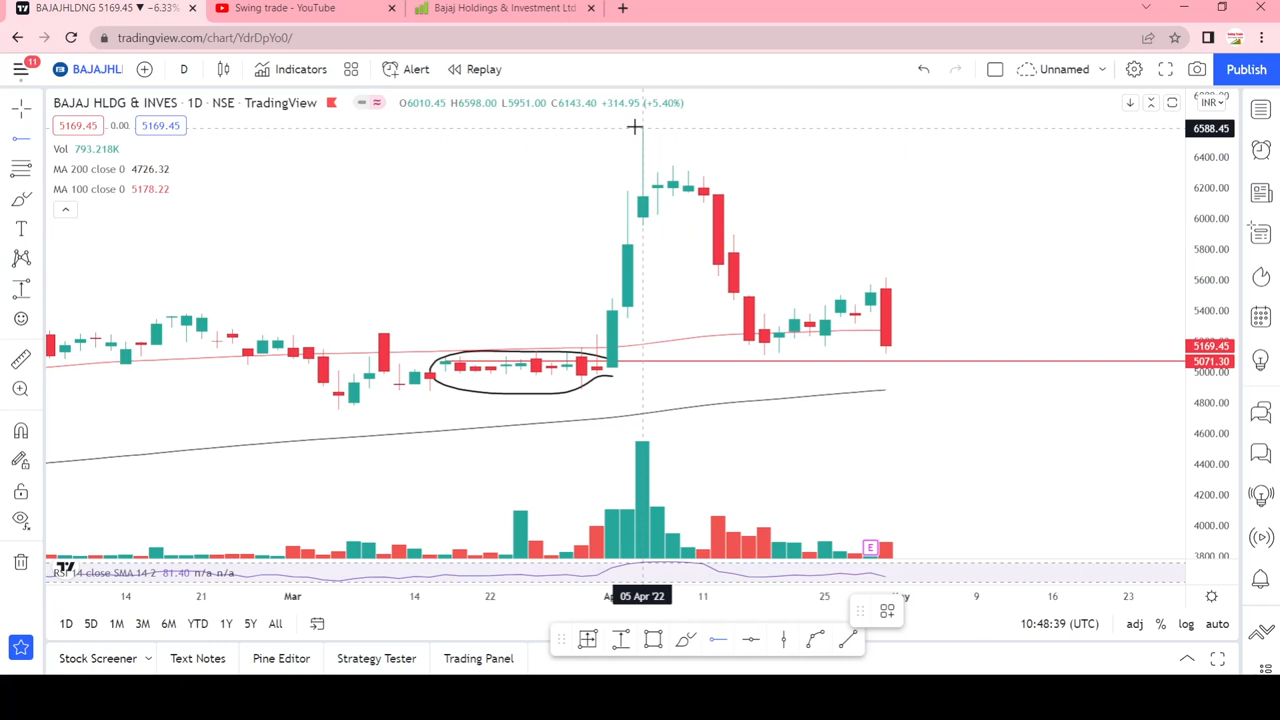 BAJAJHLDNG 5169.45 ▼ −6.33%
Swing trade - YouTube
Bajaj Holdings & Investment Ltd
tradingview.com/chart/YdrDpYo0/
11
BAJAJHL
D
Indicators
Alert
Replay
Unnamed
Publish
BAJAJ HLDG & INVES · 1D · NSE · TradingView
O6010.45 H6598.00 L5951.00 C6143.40 +314.95 (+5.40%)
INR
5169.45
0.00
5169.45
Vol 793.218K
MA 200 close 0 4726.32
MA 100 close 0 5178.22
6588.45
6400.00
6200.00
6000.00
5800.00
5600.00
5400.00
5169.45
5071.30
5000.00
4800.00
4600.00
4400.00
4200.00
4000.00
3800.00
E
RSI 14 close SMA 14 2 81.40 n/a n/a
14
21
Mar
14
22
05 Apr '22
11
25
9
16
23
1D 5D 1M 3M 6M YTD 1Y 5Y All
10:48:39 (UTC)
adj % log auto
Stock Screener
Text Notes
Pine Editor
Strategy Tester
Trading Panel